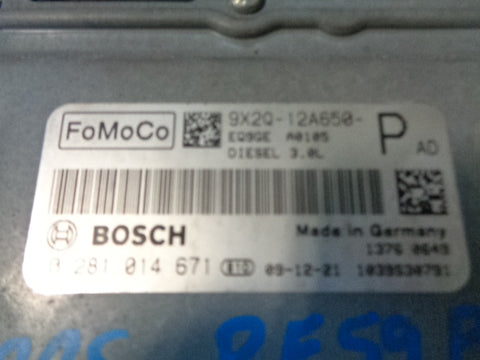 FoMoCo 9X2Q-12A650- P AD
EQ9GE A0105
DIESEL 3.0L
BOSCH Made in Germany
1376 0649
0 281 014 671 09-12-21 1039S30791